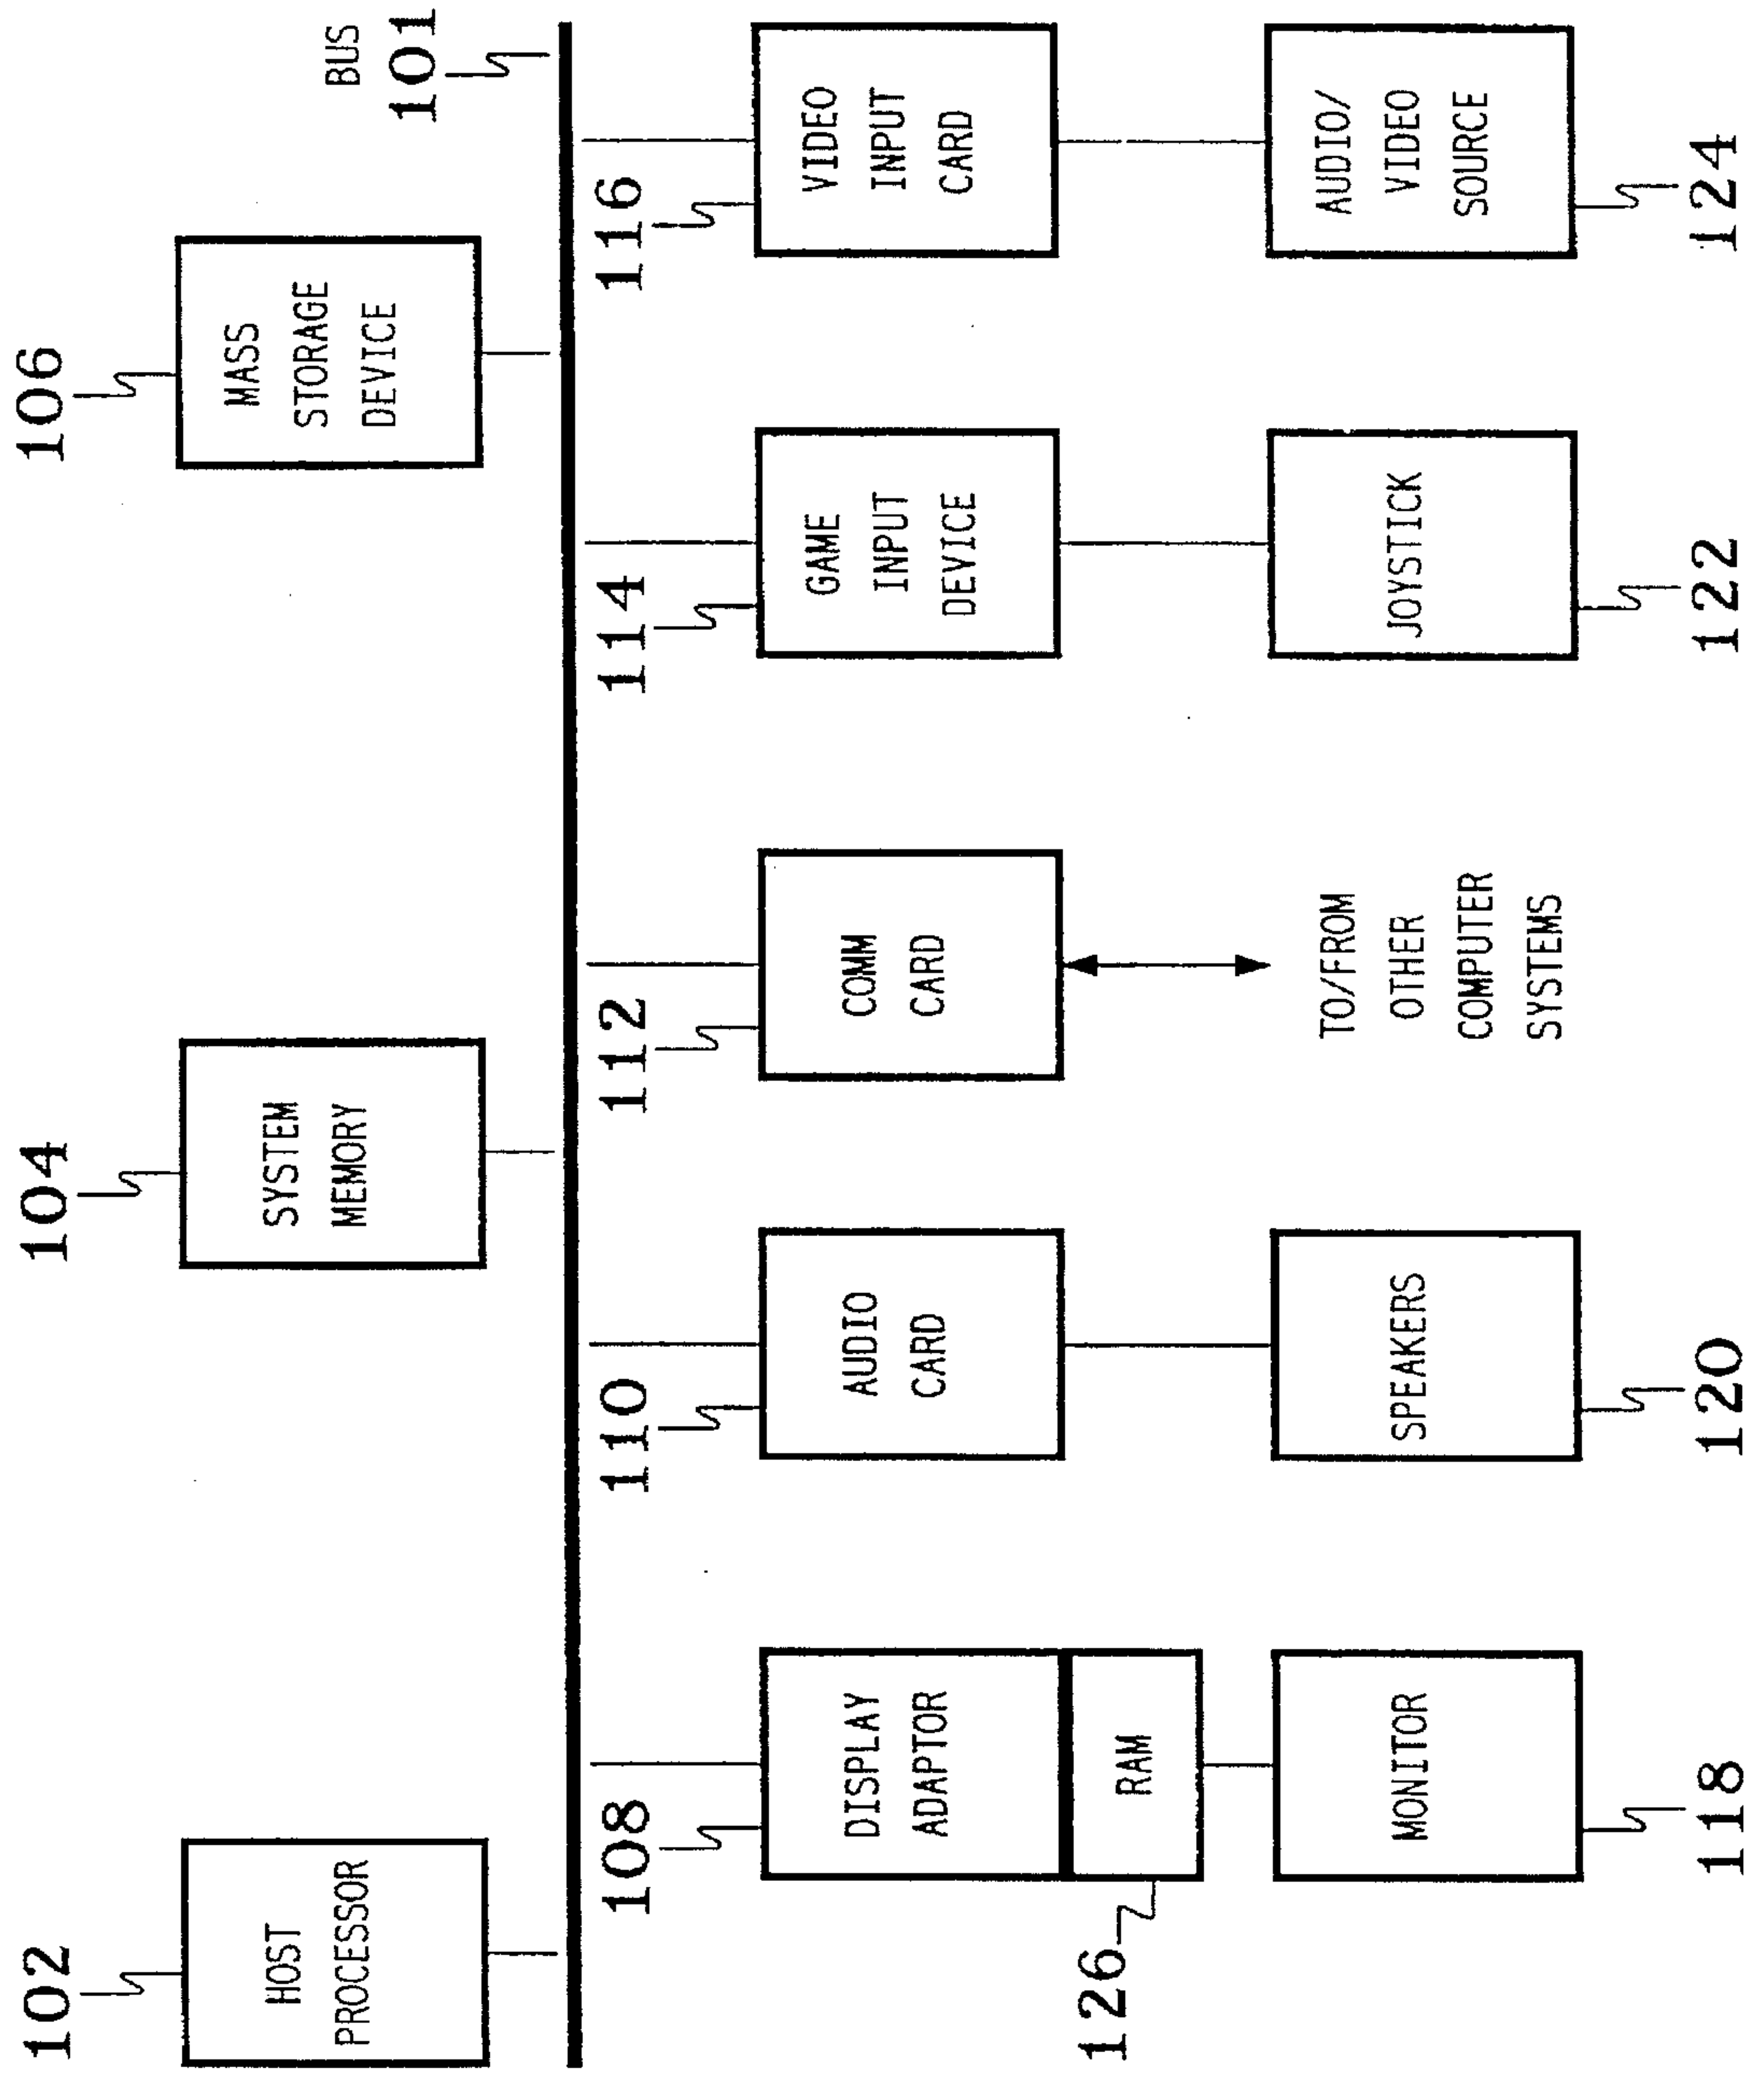 102
HOST
PROCESSOR
104
SYSTEM
MEMORY
106
MASS
STORAGE
DEVICE
BUS
101
108
DISPLAY
ADAPTOR
126
RAM
MONITOR
118
110
AUDIO
CARD
SPEAKERS
120
112
COMM
CARD
TO/FROM
OTHER
COMPUTER
SYSTEMS
114
GAME
INPUT
DEVICE
JOYSTICK
122
116
VIDEO
INPUT
CARD
AUDIO/
VIDEO
SOURCE
124